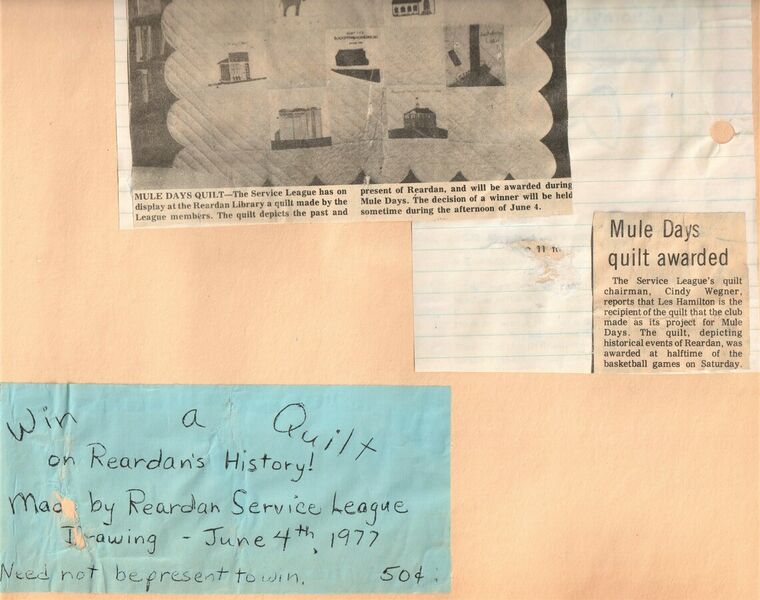 MULE DAYS QUILT—The Service League has on
display at the Reardan Library a quilt made by the
League members. The quilt depicts the past and
present of Reardan, and will be awarded during
Mule Days. The decision of a winner will be held
sometime during the afternoon of June 4.
Mule Days
quilt awarded
The Service League's quilt
chairman, Cindy Wegner,
reports that Les Hamilton is the
recipient of the quilt that the club
made as its project for Mule
Days. The quilt, depicting
historical events of Reardan, was
awarded at halftime of the
basketball games on Saturday.
Win a Quilt
on Reardan's History!
Made by Reardan Service League
Drawing - June 4th, 1977
Need not be present to win. 50¢